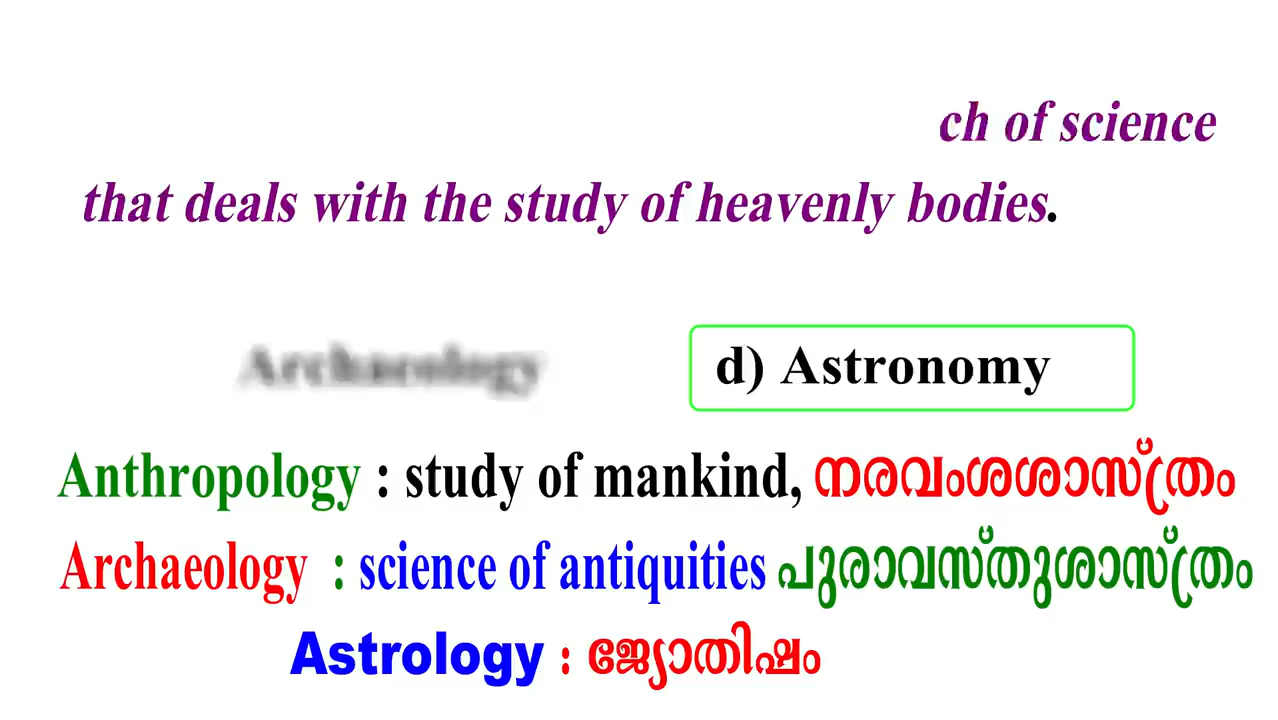 ch of science
that deals with the study of heavenly bodies.
Archaeology d) Astronomy
Anthropology : study of mankind, നരവംശശാസ്ത്രം
Archaeology : science of antiquities പുരാവസ്തുശാസ്ത്രം
Astrology : ജ്യോതിഷം